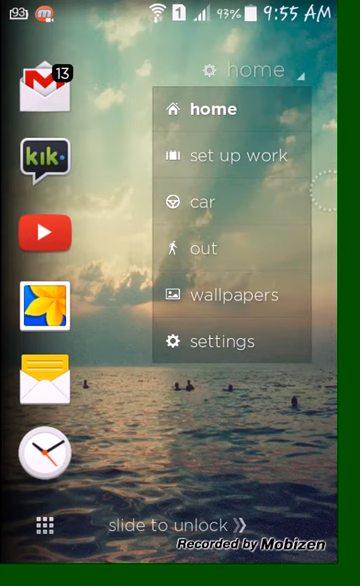 93 1 93% 9:55 AM
13
home
home
kik
set up work
car
out
wallpapers
settings
slide to unlock
Recorded by Mobizen